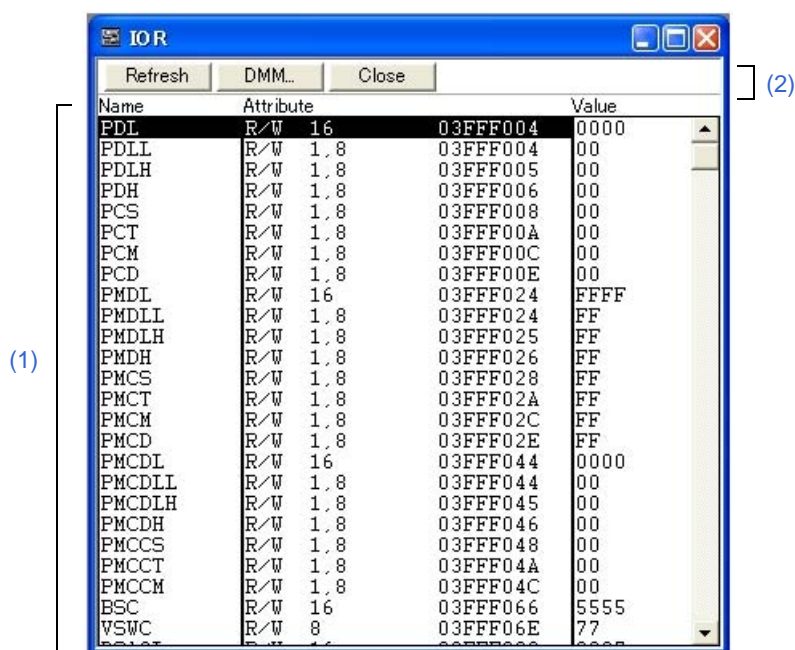 IOR
Refresh DMM... Close
(2)
Name Attribute Value
PDL R/W 16 03FFF004 0000
PDLL R/W 1,8 03FFF004 00
PDLH R/W 1,8 03FFF005 00
PDH R/W 1,8 03FFF006 00
PCS R/W 1,8 03FFF008 00
PCT R/W 1,8 03FFF00A 00
PCM R/W 1,8 03FFF00C 00
PCD R/W 1,8 03FFF00E 00
PMDL R/W 16 03FFF024 FFFF
PMDLL R/W 1,8 03FFF024 FF
PMDLH R/W 1,8 03FFF025 FF
PMDH R/W 1,8 03FFF026 FF
(1)
PMCS R/W 1,8 03FFF028 FF
PMCT R/W 1,8 03FFF02A FF
PMCM R/W 1,8 03FFF02C FF
PMCD R/W 1,8 03FFF02E FF
PMCDL R/W 16 03FFF044 0000
PMCDLL R/W 1,8 03FFF044 00
PMCDLH R/W 1,8 03FFF045 00
PMCDH R/W 1,8 03FFF046 00
PMCCS R/W 1,8 03FFF048 00
PMCCT R/W 1,8 03FFF04A 00
PMCCM R/W 1,8 03FFF04C 00
BSC R/W 16 03FFF066 5555
VSWC R/W 8 03FFF06E 77